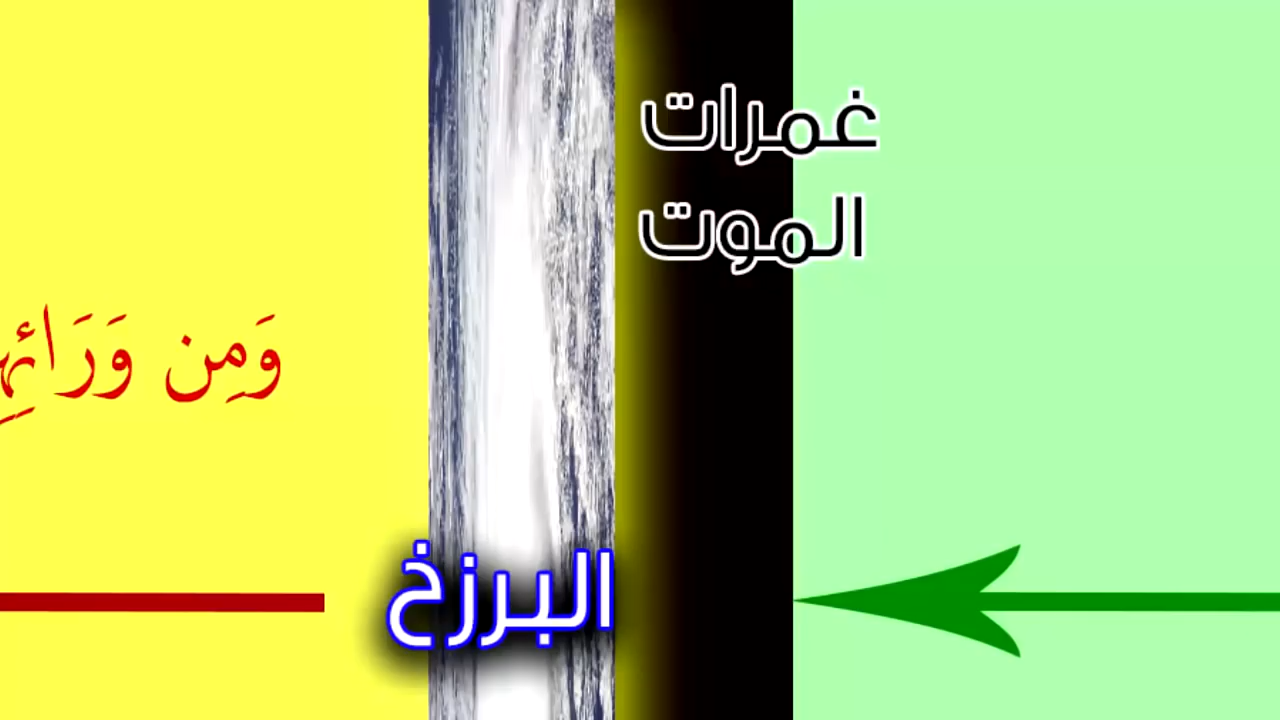 غمرات
الموت
وَمِن وَرَائِهِ
البرزخ